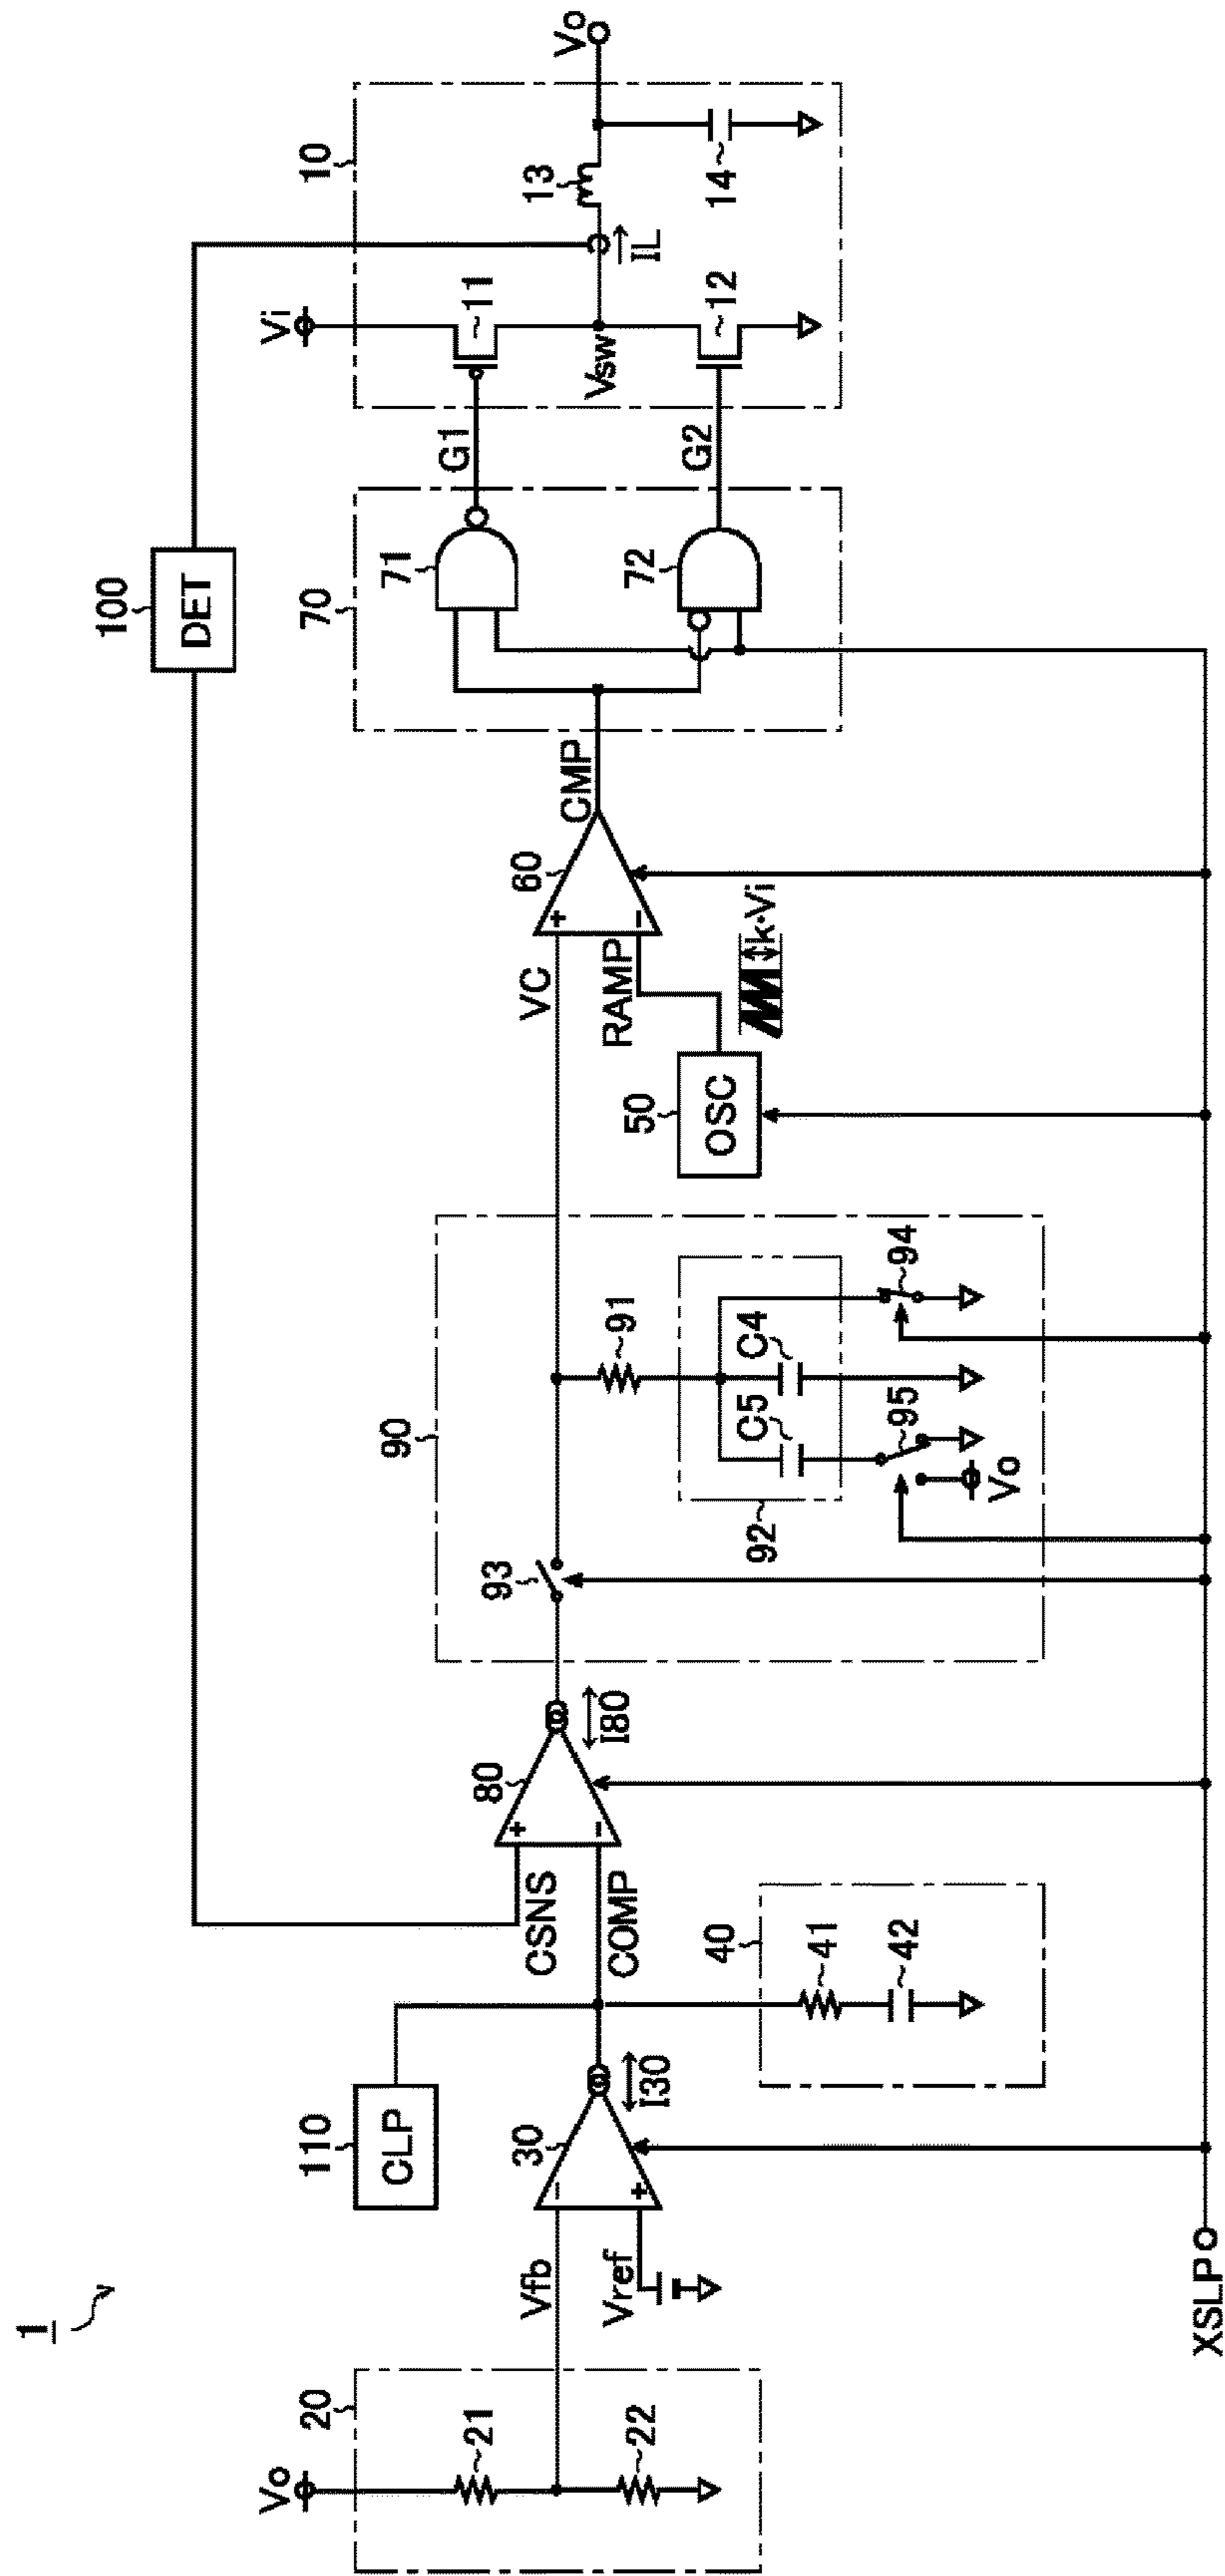 1
Vo
20
21
22
Vfb
Vref
XSLP
110
CLP
30
−
+
I30
COMP
CSNS
40
41
42
80
+
−
I80
90
93
91
92
C5
C4
95
94
Vo
VC
50
OSC
RAMP
k·Vi
60
+
−
CMP
100
DET
70
71
72
G1
G2
10
Vi
11
12
Vsw
IL
13
14
Vo